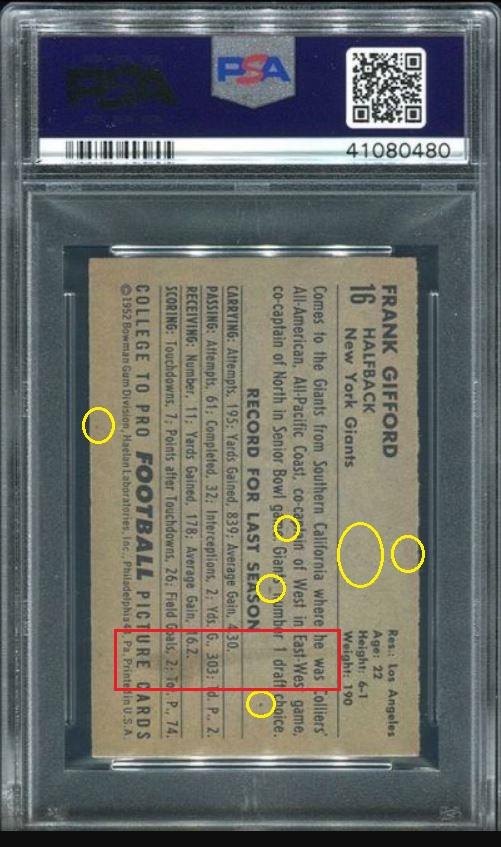 PSA
41080480
FRANK GIFFORD
16 HALFBACK
New York Giants
Res.: Los Angeles
Age: 22
Height: 6-1
Weight: 190
Comes to the Giants from Southern California where he was Colliers'
All-American, All-Pacific Coast, co-captain of West in East-West game,
co-captain of North in Senior Bowl game. Giants' number 1 draft choice.
RECORD FOR LAST SEASON
CARRYING: Attempts, 195; Yards Gained, 839; Average Gain, 4.30.
PASSING: Attempts, 61; Completed, 32; Interceptions, 2; Yds. G., 303; Td. P., 2.
RECEIVING: Number, 11; Yards Gained, 178; Average Gain, 16.2.
SCORING: Touchdowns, 7; Points after Touchdowns, 26; Field Goals, 2; To. P., 74.
COLLEGE TO PRO FOOTBALL PICTURE CARDS
©1952 Bowman Gum Division, Haelan Laboratories, Inc., Philadelphia 44, Pa. Printed in U.S.A.